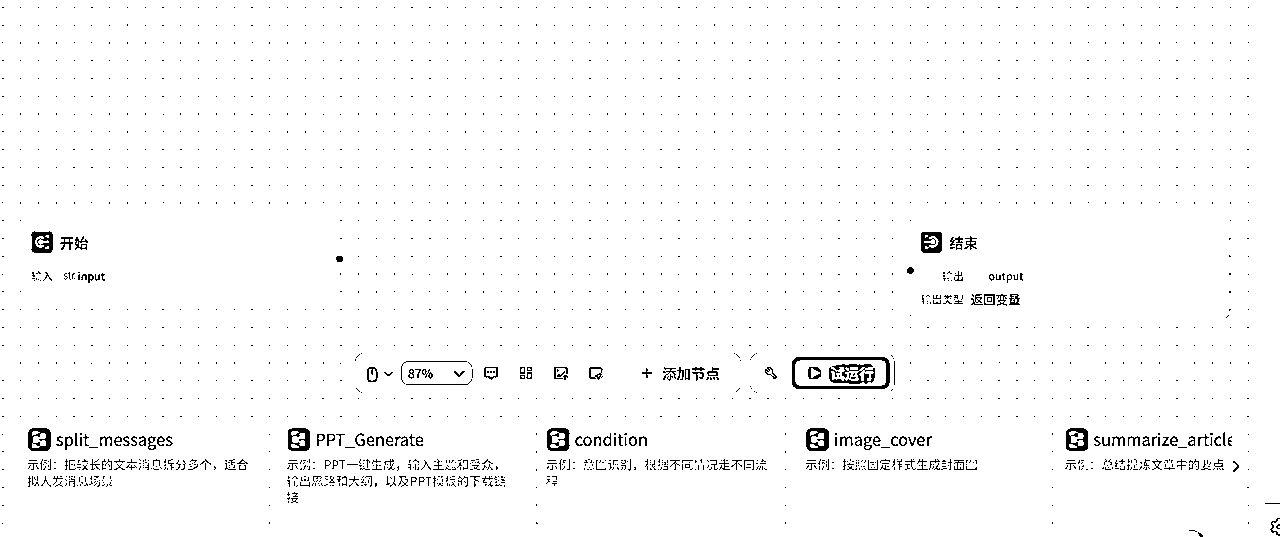 开始
输入 str input
结束
输出 output
输出类型 返回变量
87%
添加节点
试运行
split_messages
示例：把较长的文本消息拆分多个，适合
拟人发消息场景
PPT_Generate
示例：PPT一键生成，输入主题和受众，
输出思路和大纲，以及PPT模板的下载链
接
condition
示例：意图识别，根据不同情况走不同流
程
image_cover
示例：按照固定样式生成封面图
summarize_article
示例：总结提炼文章中的要点